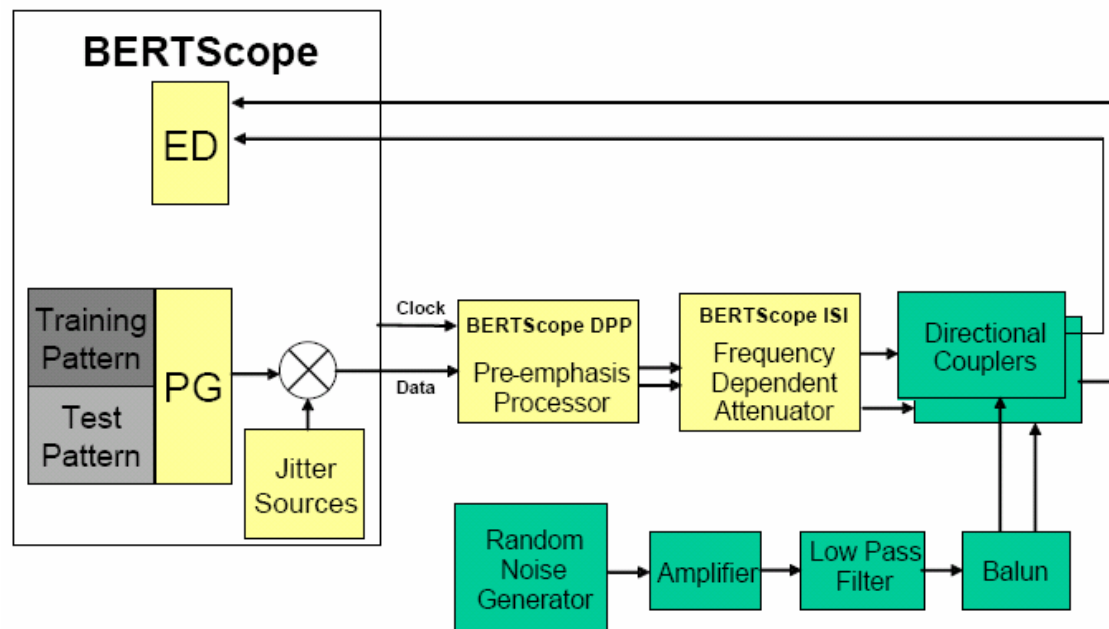 BERTScope
ED
Training
Pattern
Test
Pattern
PG
Jitter
Sources
Clock
Data
BERTScope DPP
Pre-emphasis
Processor
BERTScope ISI
Frequency
Dependent
Attenuator
Directional
Couplers
Random
Noise
Generator
Amplifier
Low Pass
Filter
Balun